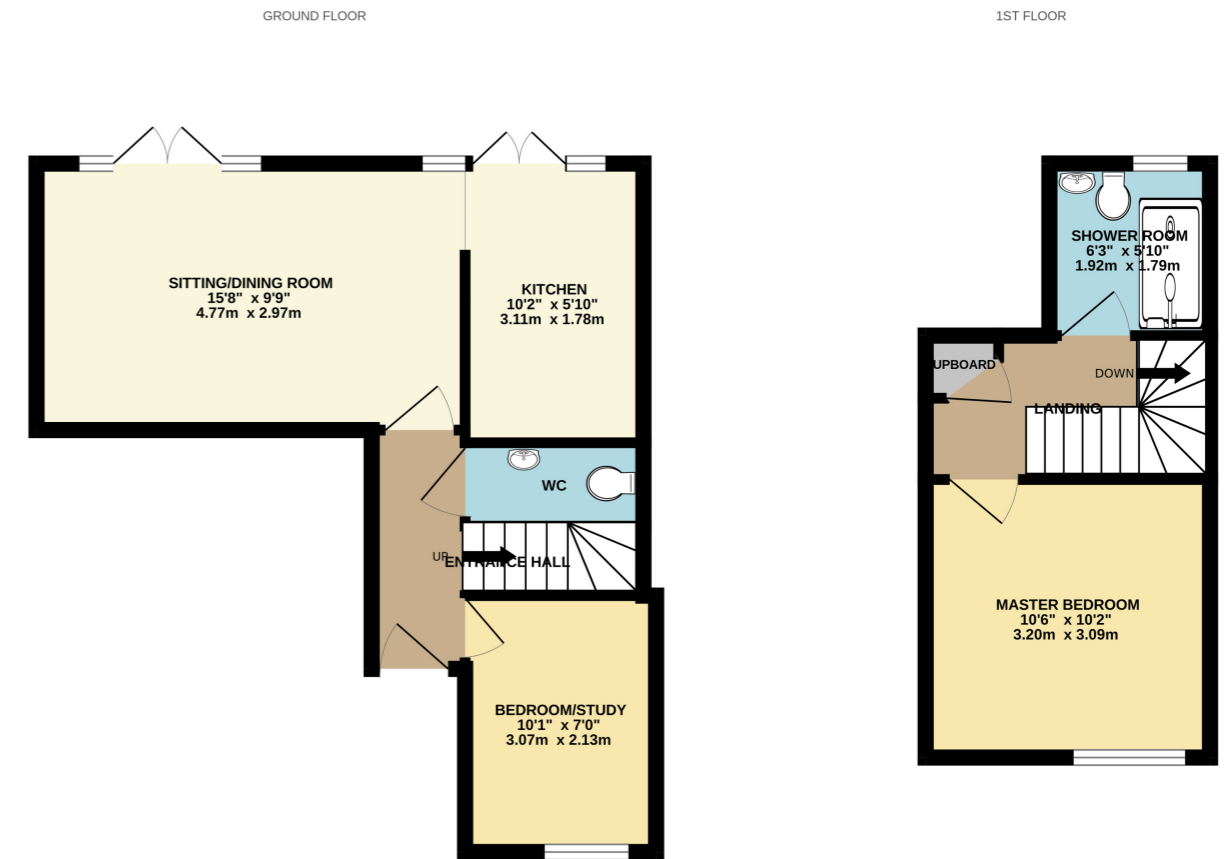 GROUND FLOOR
1ST FLOOR
SITTING/DINING ROOM
15'8" x 9'9"
4.77m x 2.97m
KITCHEN
10'2" x 5'10"
3.11m x 1.78m
WC
UP
ENTRANCE HALL
BEDROOM/STUDY
10'1" x 7'0"
3.07m x 2.13m
SHOWER ROOM
6'3" x 5'10"
1.92m x 1.79m
UPBOARD
DOWN
LANDING
MASTER BEDROOM
10'6" x 10'2"
3.20m x 3.09m